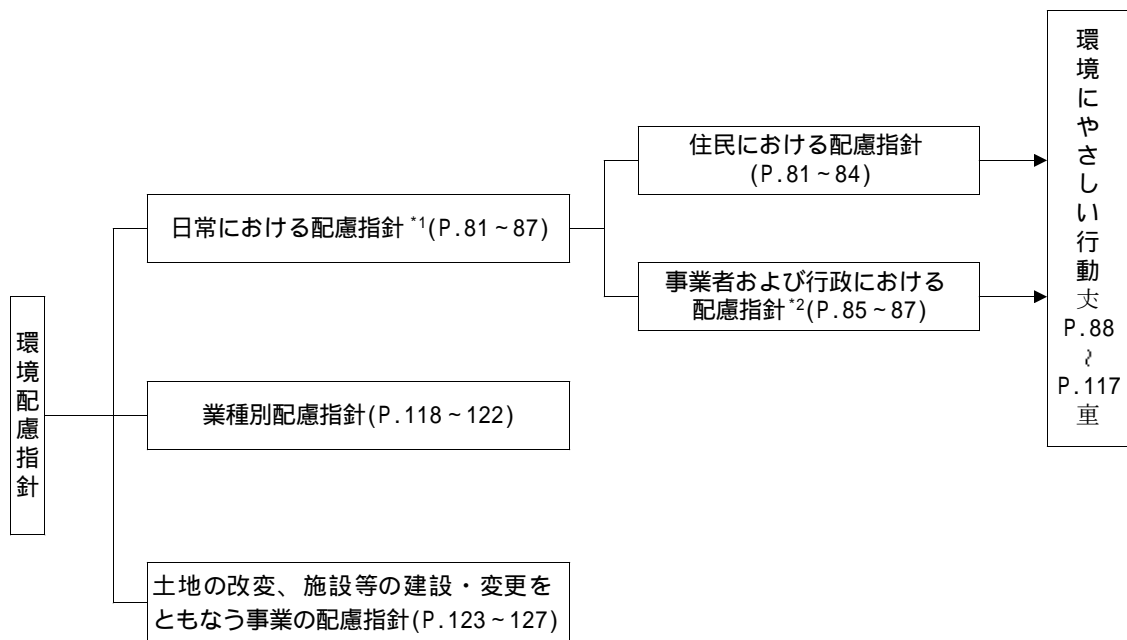 環境配慮指針
日常における配慮指針*1(P.81~87)
業種別配慮指針(P.118~122)
土地の改変、施設等の建設・変更を
ともなう事業の配慮指針(P.123~127)
住民における配慮指針
(P.81~84)
事業者および行政における
配慮指針*2(P.85~87)
環境にやさしい行動
P.88
~
P.117